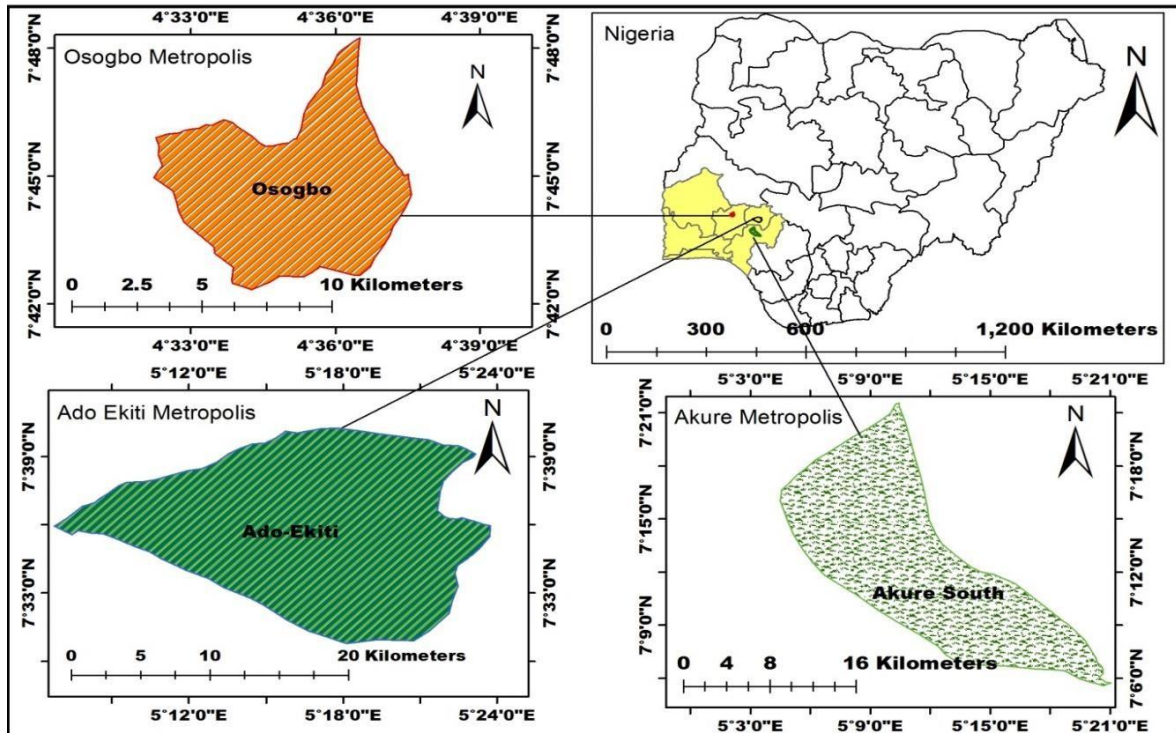 4°33'0"E 4°36'0"E 4°39'0"E
Osogbo Metropolis
N
7°48'0"N
7°45'0"N
7°42'0"N
Osogbo
0 2.5 5 10 Kilometers
7°48'0"N
7°45'0"N
7°42'0"N
4°33'0"E 4°36'0"E 4°39'0"E
Nigeria
N
0 300 600 1,200 Kilometers
5°12'0"E 5°18'0"E 5°24'0"E
Ado Ekiti Metropolis
N
7°39'0"N
7°33'0"N
Ado-Ekiti
0 5 10 20 Kilometers
7°39'0"N
7°33'0"N
5°12'0"E 5°18'0"E 5°24'0"E
5°3'0"E 5°9'0"E 5°15'0"E 5°21'0"E
Akure Metropolis
N
7°21'0"N
7°15'0"N
7°9'0"N
Akure South
0 4 8 16 Kilometers
7°18'0"N
7°12'0"N
7°6'0"N
5°3'0"E 5°9'0"E 5°15'0"E 5°21'0"E